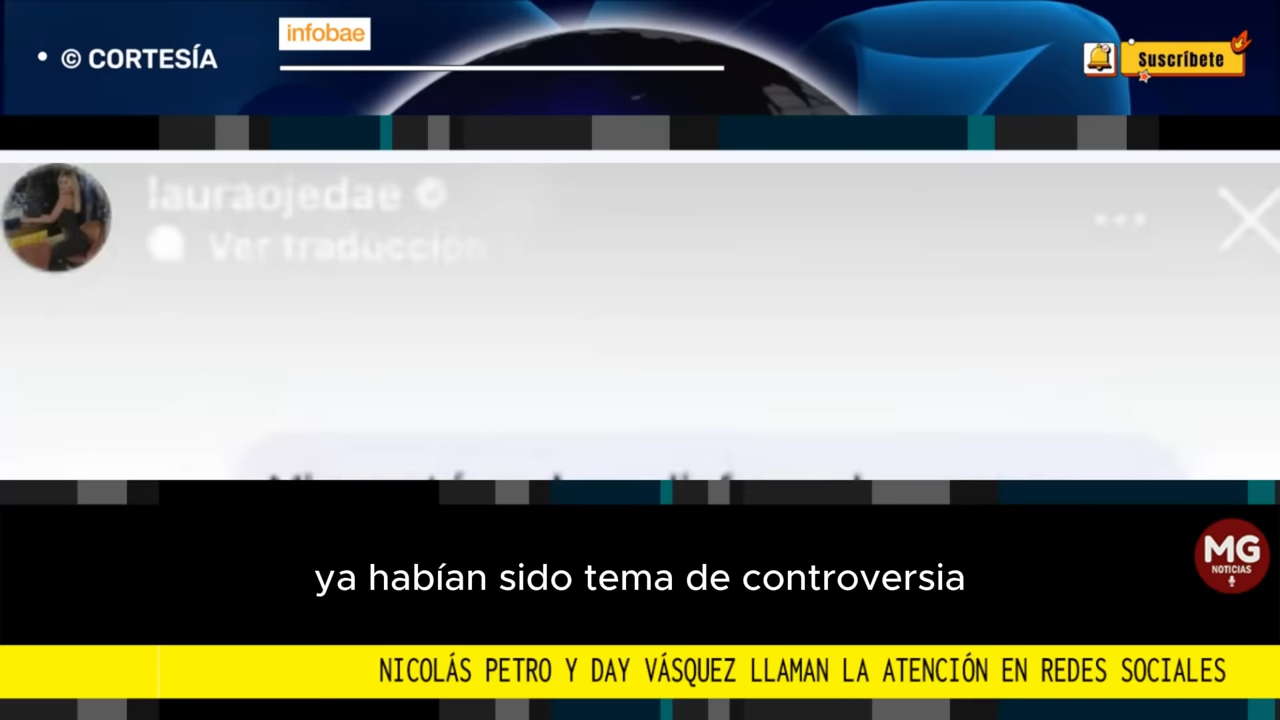 • © CORTESÍA
infobae
Suscríbete
lauraojedae
Ver traducción
ya habían sido tema de controversia
MG
NOTICIAS
NICOLÁS PETRO Y DAY VÁSQUEZ LLAMAN LA ATENCIÓN EN REDES SOCIALES